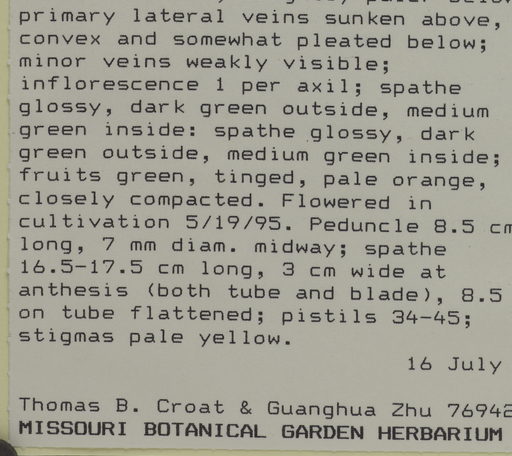 primary lateral veins sunken above,
convex and somewhat pleated below;
minor veins weakly visible;
inflorescence 1 per axil; spathe
glossy, dark green outside, medium
green inside: spathe glossy, dark
green outside, medium green inside;
fruits green, tinged, pale orange,
closely compacted. Flowered in
cultivation 5/19/95. Peduncle 8.5 cm
long, 7 mm diam. midway; spathe
16.5-17.5 cm long, 3 cm wide at
anthesis (both tube and blade), 8.5
on tube flattened; pistils 34-45;
stigmas pale yellow.
16 July
Thomas B. Croat & Guanghua Zhu 76942
MISSOURI BOTANICAL GARDEN HERBARIUM